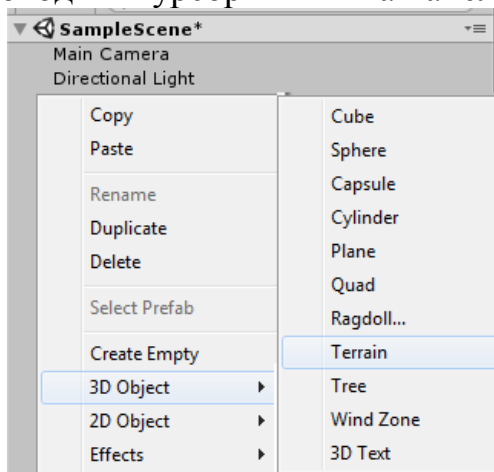 SampleScene*
Main Camera
Directional Light
Copy
Paste
Rename
Duplicate
Delete
Select Prefab
Create Empty
3D Object
2D Object
Effects
Cube
Sphere
Capsule
Cylinder
Plane
Quad
Ragdoll...
Terrain
Tree
Wind Zone
3D Text